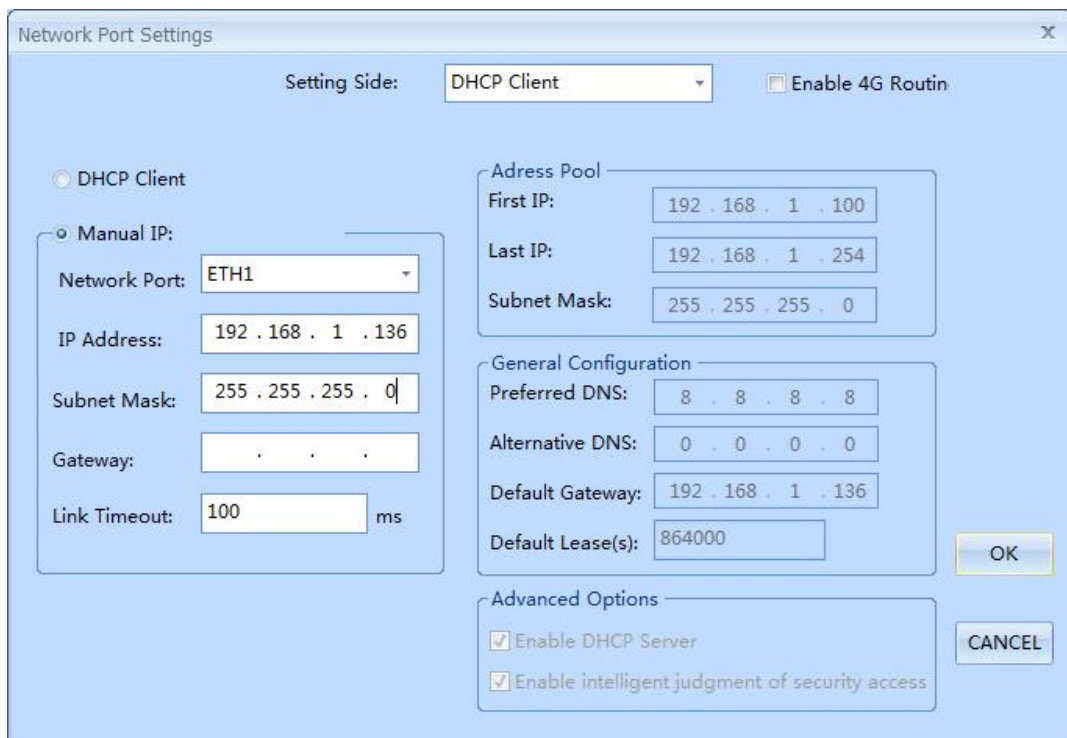 Network Port Settings
Setting Side: DHCP Client Enable 4G Routin
DHCP Client
Manual IP:
Network Port: ETH1
IP Address: 192 . 168 . 1 . 136
Subnet Mask: 255 . 255 . 255 . 0
Gateway: . . .
Link Timeout: 100 ms
Adress Pool
First IP: 192 . 168 . 1 . 100
Last IP: 192 . 168 . 1 . 254
Subnet Mask: 255 . 255 . 255 . 0
General Configuration
Preferred DNS: 8 . 8 . 8 . 8
Alternative DNS: 0 . 0 . 0 . 0
Default Gateway: 192 . 168 . 1 . 136
Default Lease(s): 864000
Advanced Options
Enable DHCP Server
Enable intelligent judgment of security access
OK
CANCEL